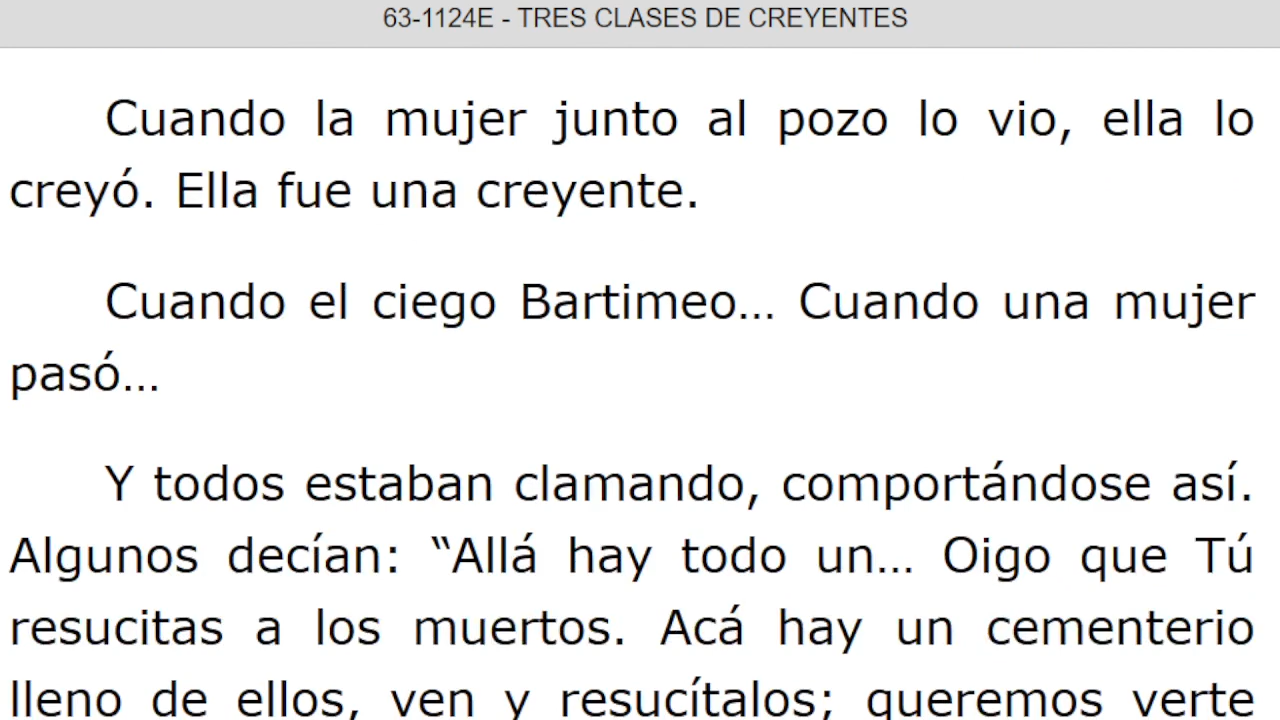 63-1124E - TRES CLASES DE CREYENTES
Cuando la mujer junto al pozo lo vio, ella lo
creyó. Ella fue una creyente.
Cuando el ciego Bartimeo… Cuando una mujer
pasó…
Y todos estaban clamando, comportándose así.
Algunos decían: “Allá hay todo un… Oigo que Tú
resucitas a los muertos. Acá hay un cementerio
lleno de ellos, ven y resucítalos; queremos verte